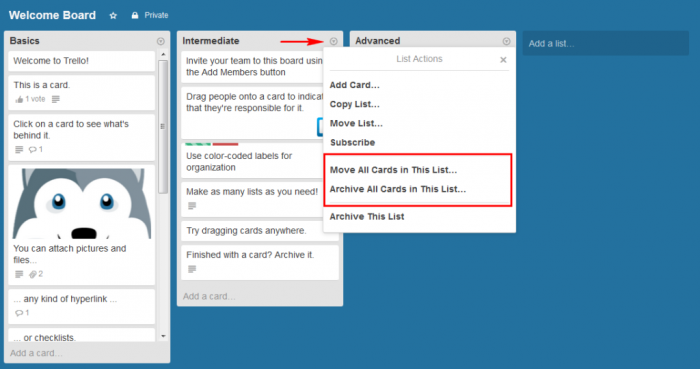 Welcome Board
Private
Basics
Welcome to Trello!
This is a card.
1 vote
Click on a card to see what's
behind it.
1
You can attach pictures and
files...
2
... any kind of hyperlink ...
1
... or checklists.
Add a card...
Intermediate
Invite your team to this board using
the Add Members button
Drag people onto a card to indicat
that they're responsible for it.
Use color-coded labels for
organization
Make as many lists as you need!
Try dragging cards anywhere.
Finished with a card? Archive it.
Add a card...
Advanced
List Actions
Add Card...
Copy List...
Move List...
Subscribe
Move All Cards in This List...
Archive All Cards in This List...
Archive This List
Add a list...